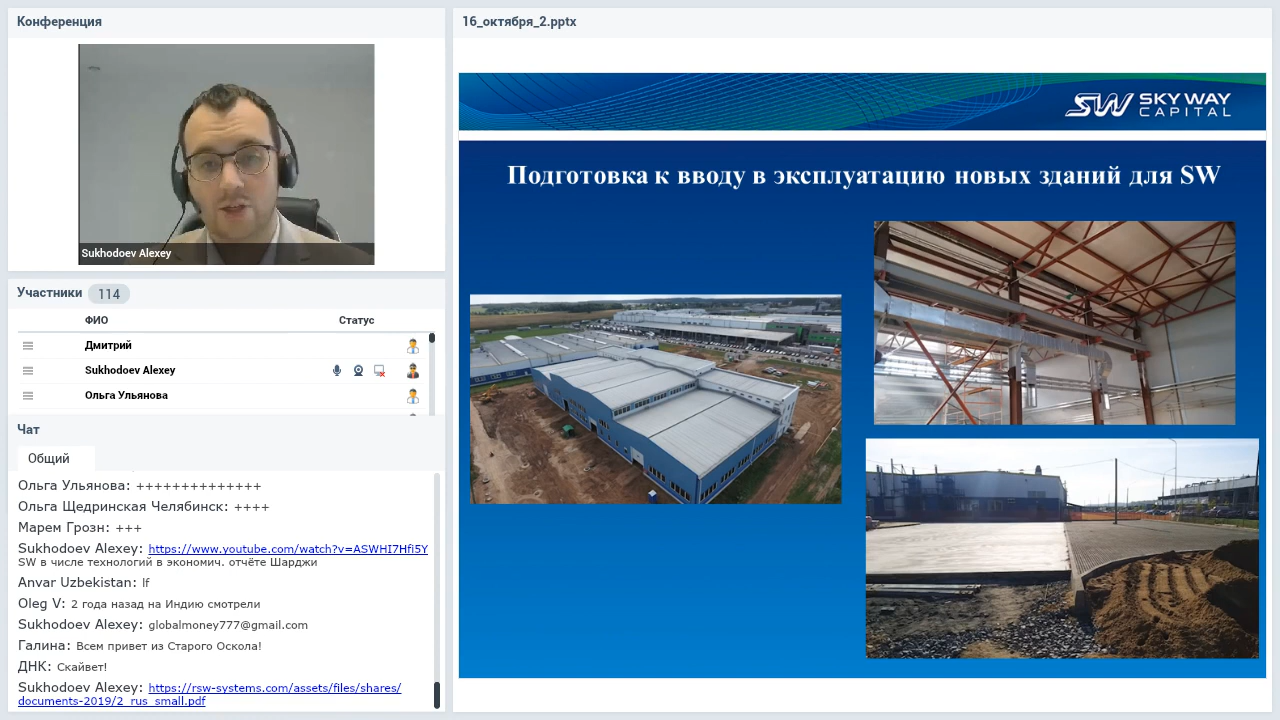 Конференция
Sukhodoev Alexey
Участники 114
ФИО Статус
Дмитрий
Sukhodoev Alexey
Ольга Ульянова
Чат
Общий
Ольга Ульянова: ++++++++++++++
Ольга Щедринская Челябинск: ++++
Марем Грозн: +++
Sukhodoev Alexey: https://www.youtube.com/watch?v=ASWHI7Hfi5Y
SW в числе технологий в экономич. отчёте Шарджи
Anvar Uzbekistan: lf
Oleg V: 2 года назад на Индию смотрели
Sukhodoev Alexey: globalmoney777@gmail.com
Галина: Всем привет из Старого Оскола!
ДНК: Скайвет!
Sukhodoev Alexey: https://rsw-systems.com/assets/files/shares/
documents-2019/2_rus_small.pdf
16_октября_2.pptx
SW SKY WAY
CAPITAL
Подготовка к вводу в эксплуатацию новых зданий для SW